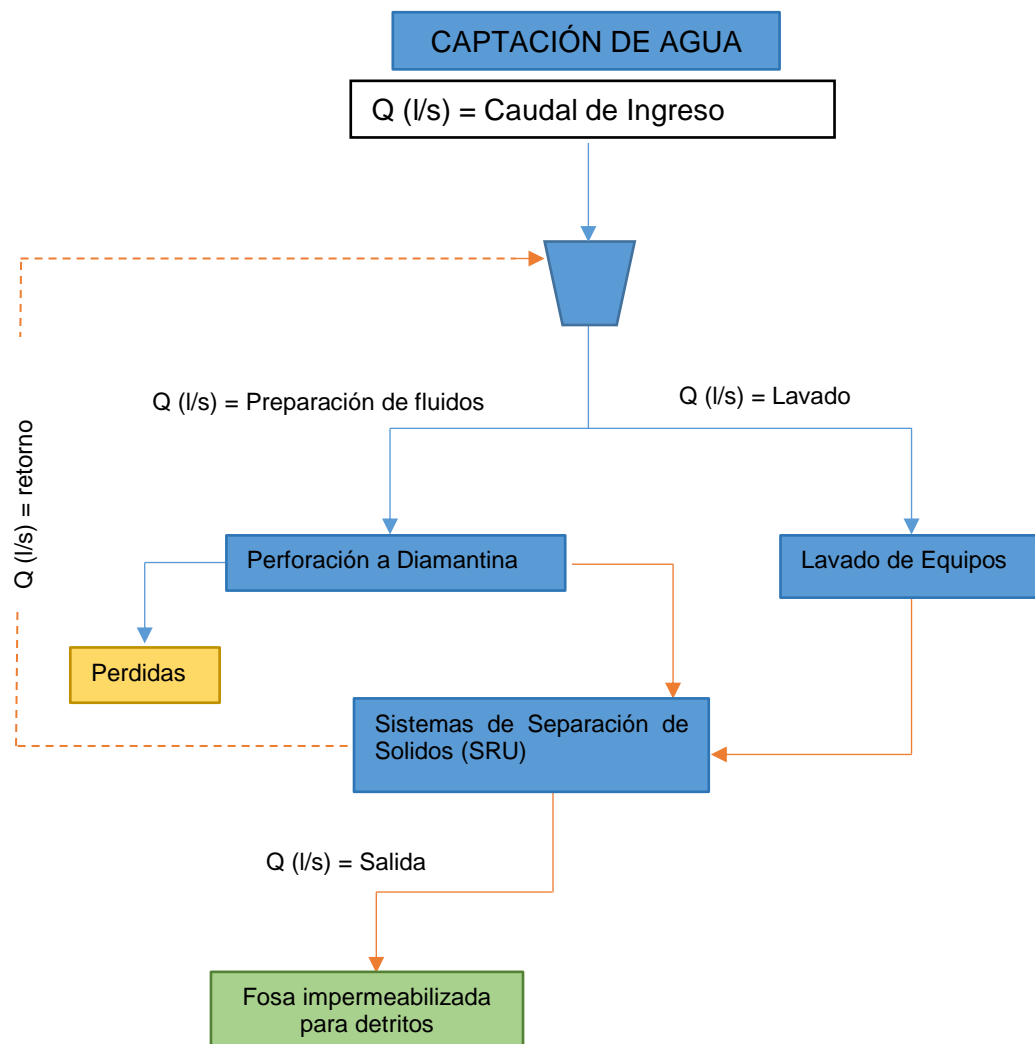 CAPTACIÓN DE AGUA
Q (l/s) = Caudal de Ingreso
Q (l/s) = Preparación de fluidos
Q (l/s) = Lavado
Q (l/s) = retorno
Perforación a Diamantina
Lavado de Equipos
Perdidas
Sistemas de Separación de
Solidos (SRU)
Q (l/s) = Salida
Fosa impermeabilizada
para detritos